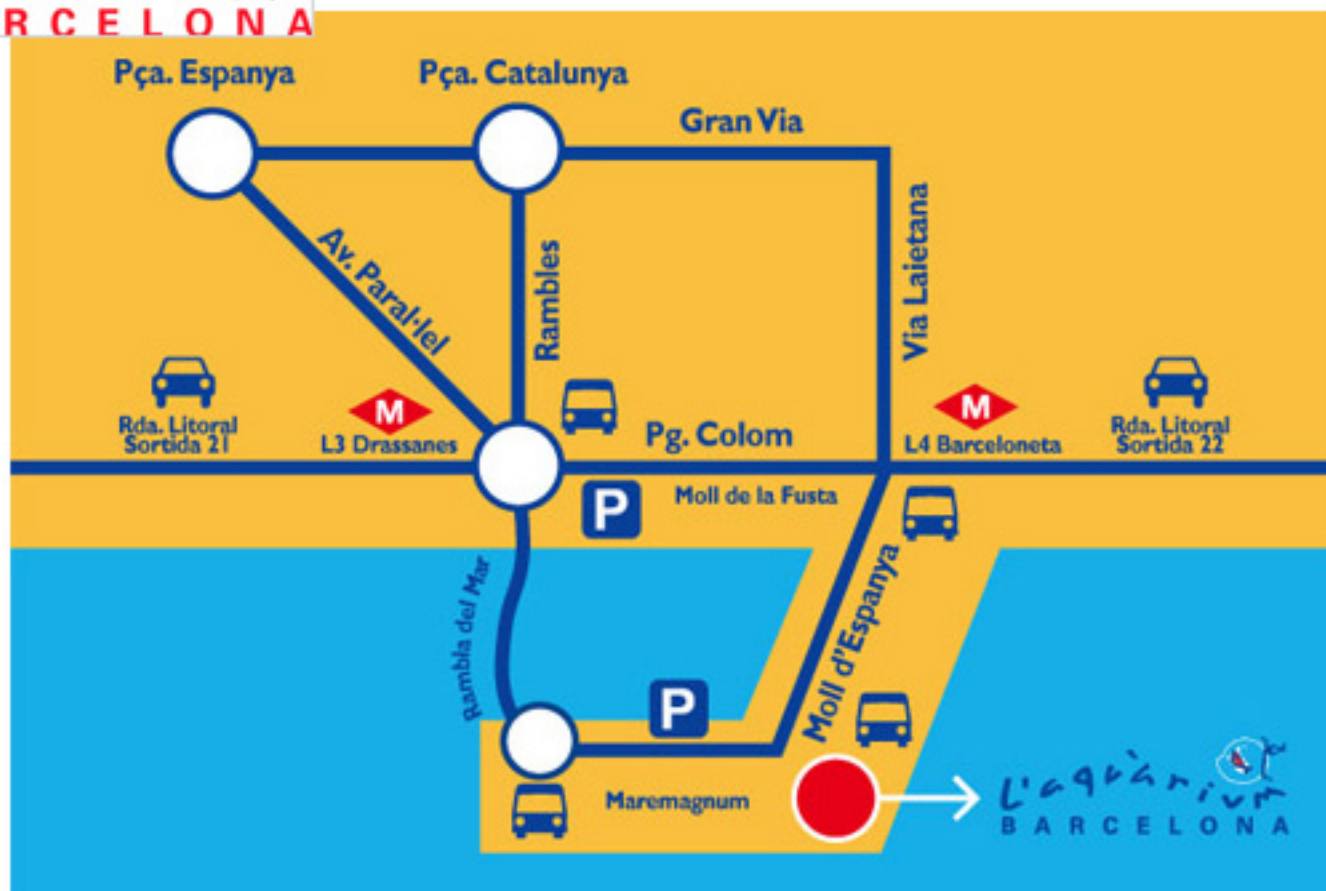 RCELONA
Pça. Espanya
Pça. Catalunya
Gran Via
Av. Paral·lel
Rambles
Via Laietana
Rda. Litoral
Sortida 21
M
L3 Drassanes
Pg. Colom
M
L4 Barceloneta
Rda. Litoral
Sortida 22
P
Moll de la Fusta
Rambla del Mar
Moll d'Espanya
P
Maremagnum
L'aquàrium
BARCELONA